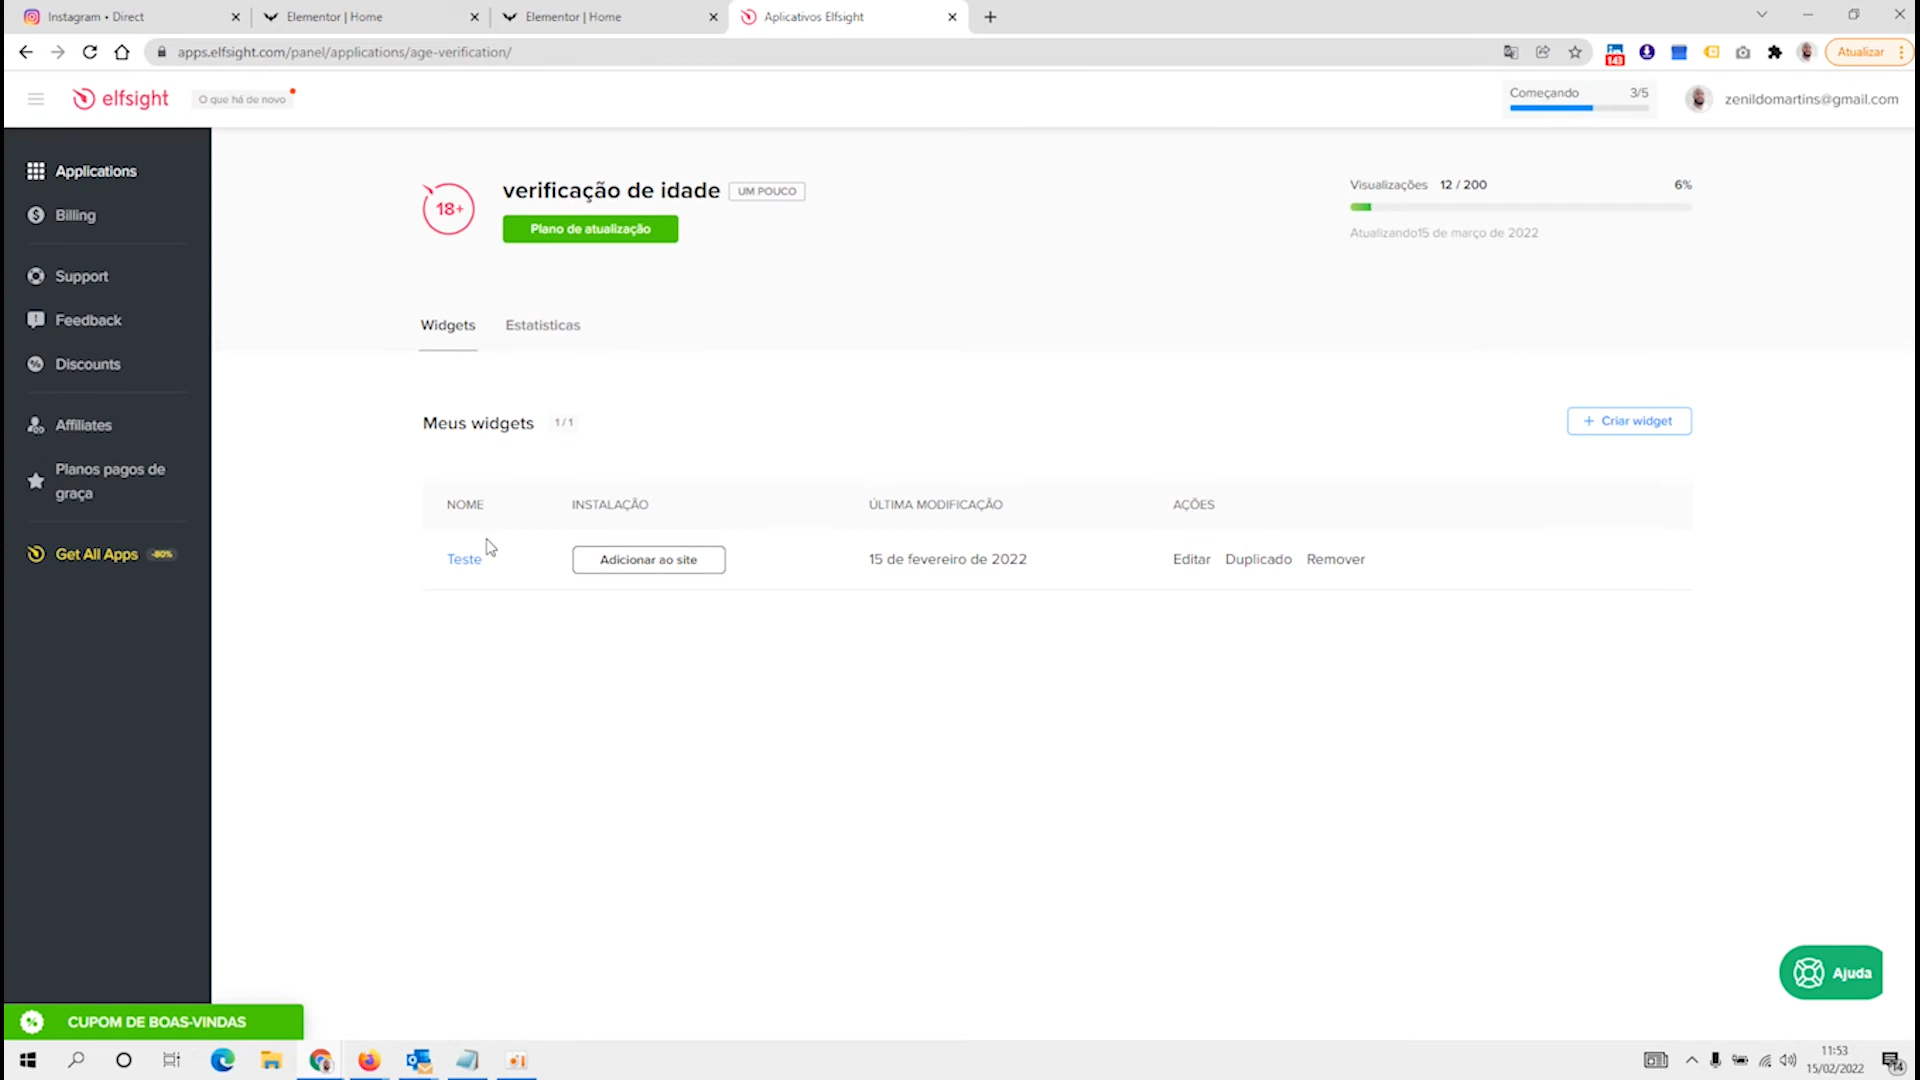 Instagram • Direct
Elementor | Home
Elementor | Home
Aplicativos Elfsight
apps.elfsight.com/panel/applications/age-verification/
143
Atualizar
elfsight
O que há de novo
Começando 3/5
zenildomartins@gmail.com
Applications
Billing
Support
Feedback
Discounts
Affiliates
Planos pagos de
graça
Get All Apps -80%
18+
verificação de idade UM POUCO
Plano de atualização
Visualizações 12 / 200 6%
Atualizando15 de março de 2022
Widgets Estatisticas
Meus widgets 1/1
+ Criar widget
NOME INSTALAÇÃO ÚLTIMA MODIFICAÇÃO AÇÕES
Teste Adicionar ao site 15 de fevereiro de 2022 Editar Duplicado Remover
Ajuda
CUPOM DE BOAS-VINDAS
11:53
15/02/2022
14